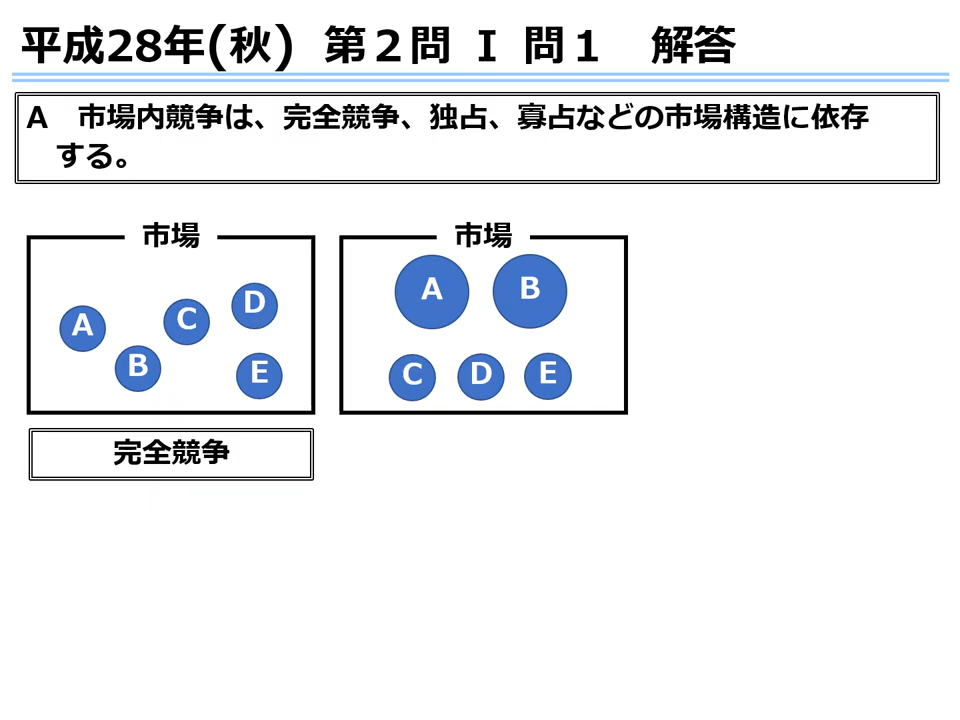 平成28年(秋) 第２問 Ⅰ 問１　解答
A　市場内競争は、完全競争、独占、寡占などの市場構造に依存
する。
市場
A
B
C
D
E
完全競争
市場
A
B
C
D
E